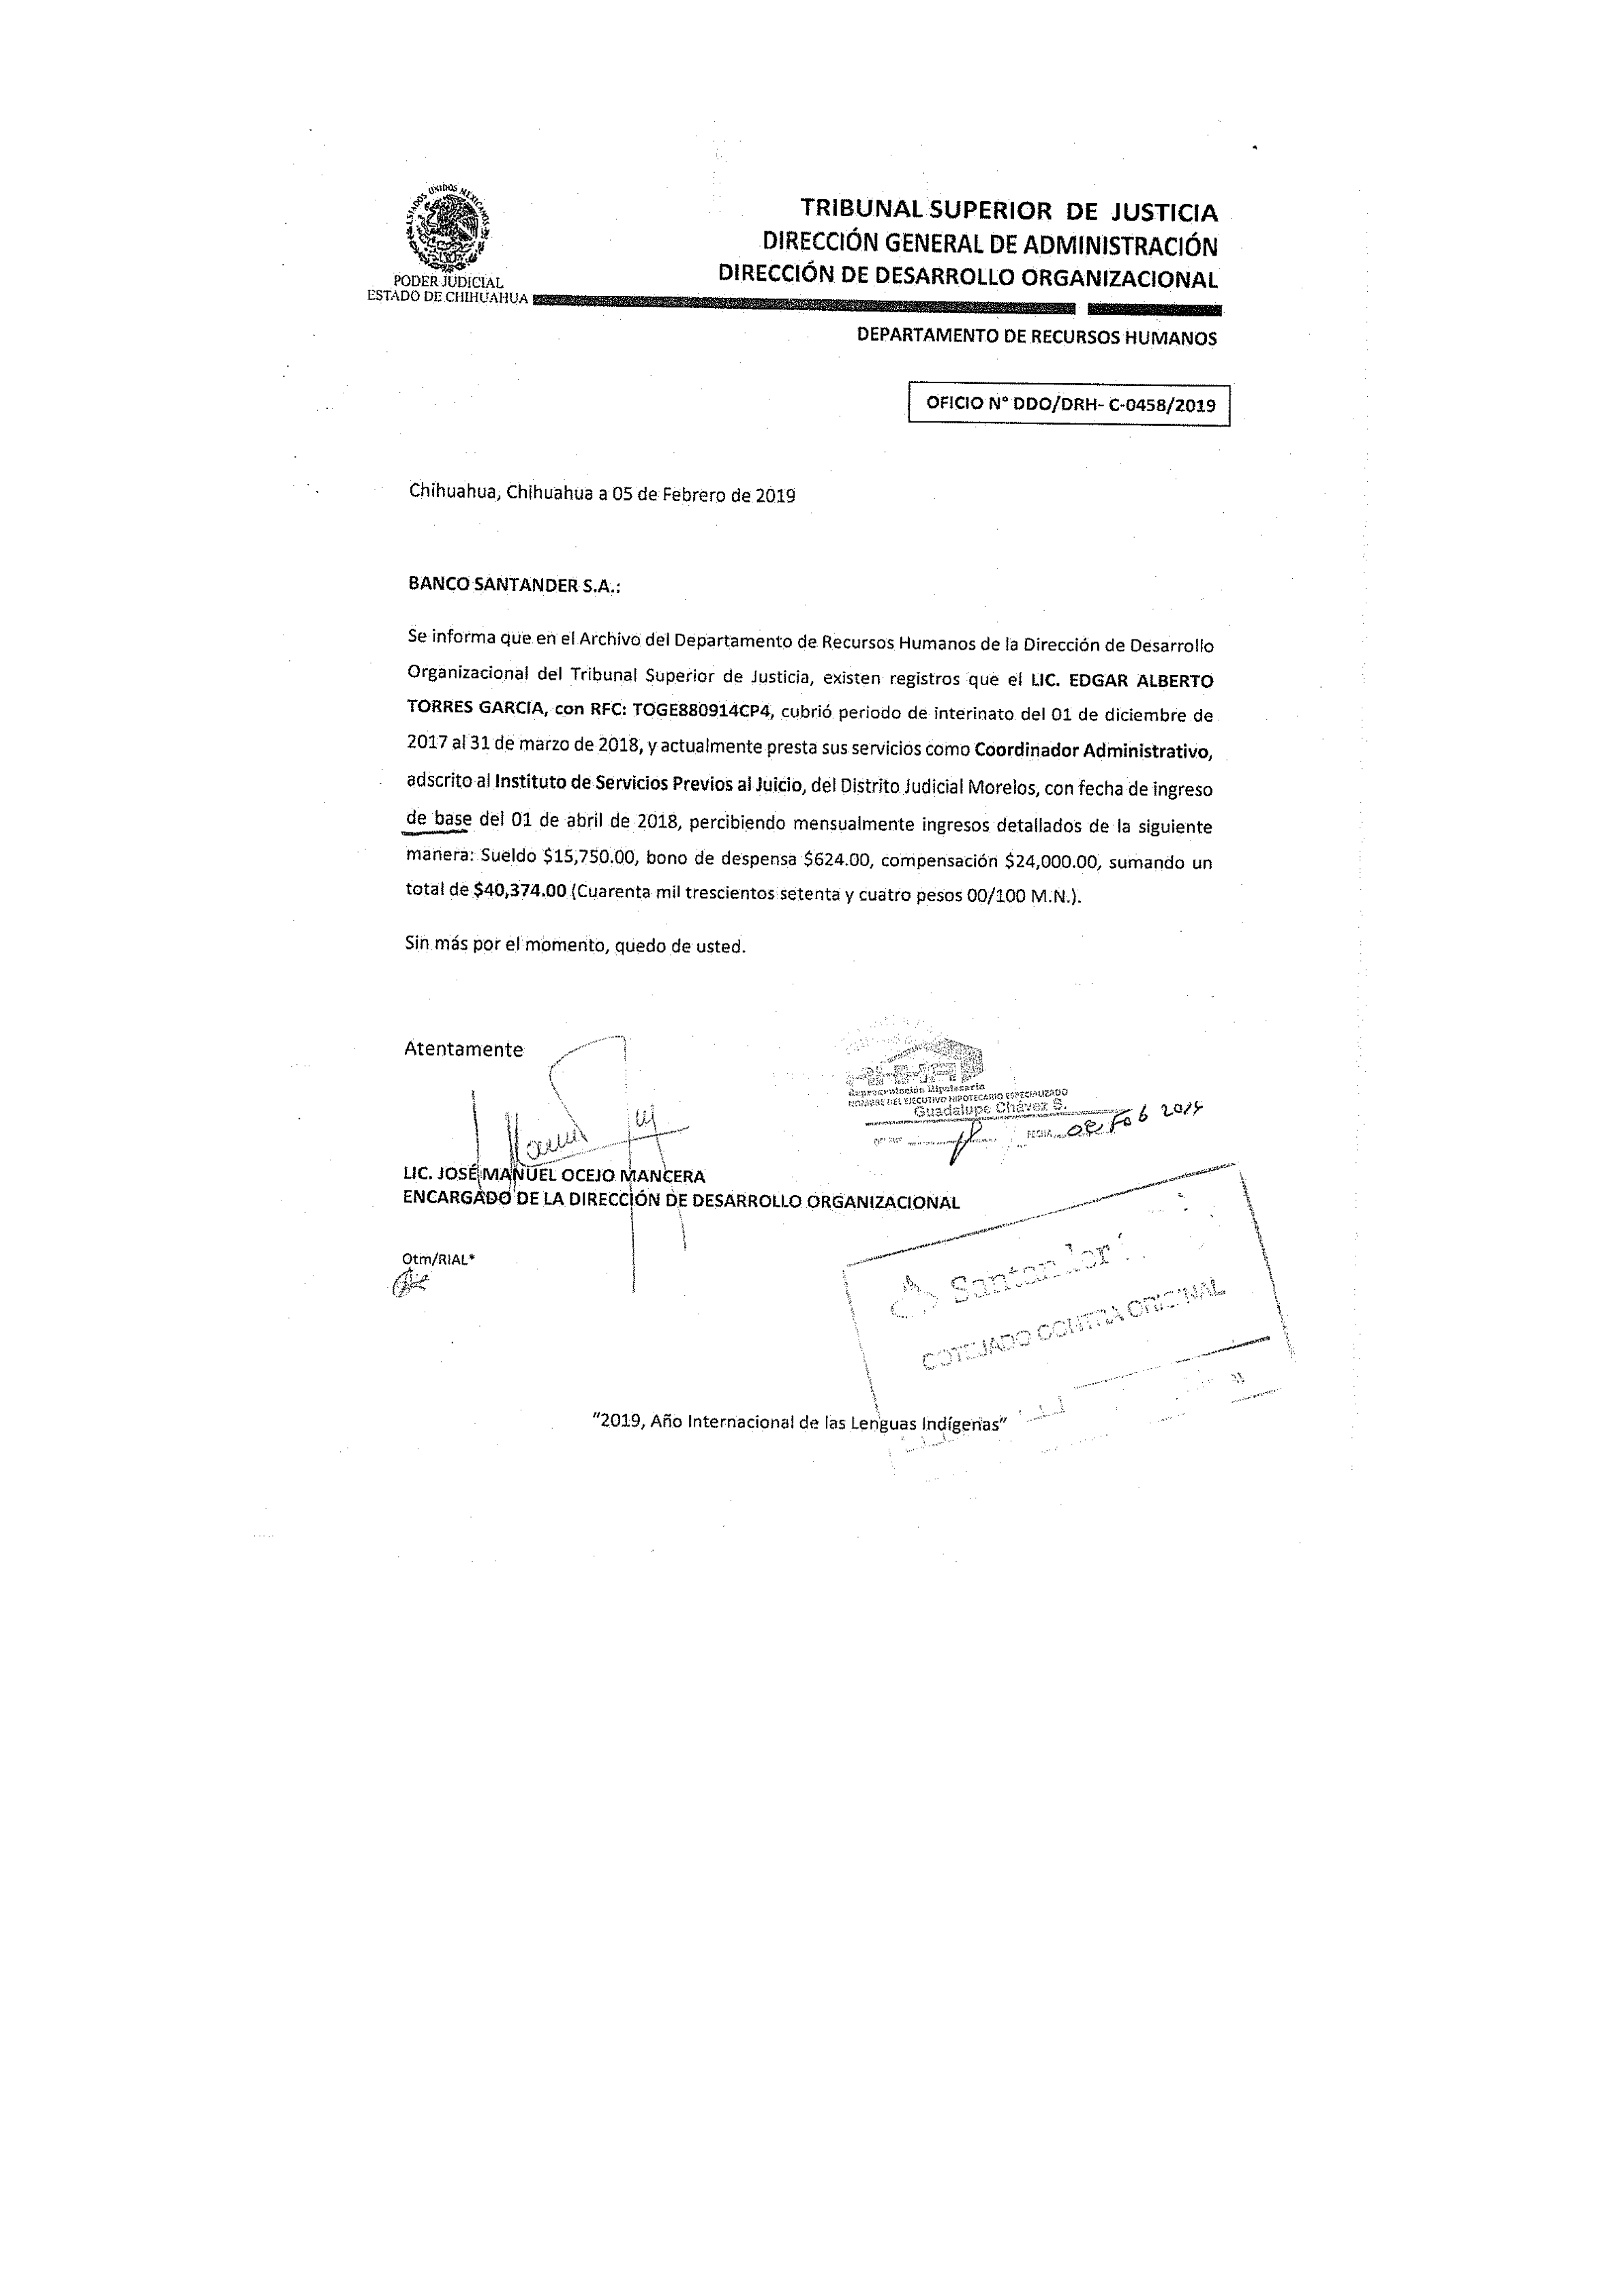 ESTADOS UNIDOS MEXICANOS
PODER JUDICIAL
ESTADO DE CHIHUAHUA
TRIBUNAL SUPERIOR DE JUSTICIA
DIRECCIÓN GENERAL DE ADMINISTRACIÓN
DIRECCIÓN DE DESARROLLO ORGANIZACIONAL
DEPARTAMENTO DE RECURSOS HUMANOS
OFICIO N° DDO/DRH- C-0458/2019
Chihuahua, Chihuahua a 05 de Febrero de 2019
BANCO SANTANDER S.A.:
Se informa que en el Archivo del Departamento de Recursos Humanos de la Dirección de Desarrollo
Organizacional del Tribunal Superior de Justicia, existen registros que el LIC. EDGAR ALBERTO
TORRES GARCIA, con RFC: TOGE880914CP4, cubrió periodo de interinato del 01 de diciembre de
2017 al 31 de marzo de 2018, y actualmente presta sus servicios como Coordinador Administrativo,
adscrito al Instituto de Servicios Previos al Juicio, del Distrito Judicial Morelos, con fecha de ingreso
de base del 01 de abril de 2018, percibiendo mensualmente ingresos detallados de la siguiente
manera: Sueldo $15,750.00, bono de despensa $624.00, compensación $24,000.00, sumando un
total de $40,374.00 (Cuarenta mil trescientos setenta y cuatro pesos 00/100 M.N.).
Sin más por el momento, quedo de usted.
Atentamente
Representación Hipotecaria
NOMBRE DEL EJECUTIVO HIPOTECARIO ESPECIALIZADO
Guadalupe Chávez S.
FECHA
LIC. JOSÉ MANUEL OCEJO MANCERA
ENCARGADO DE LA DIRECCIÓN DE DESARROLLO ORGANIZACIONAL
Otm/RIAL*
Santander
COTEJADO CONTRA ORIGINAL
"2019, Año Internacional de las Lenguas Indígenas"